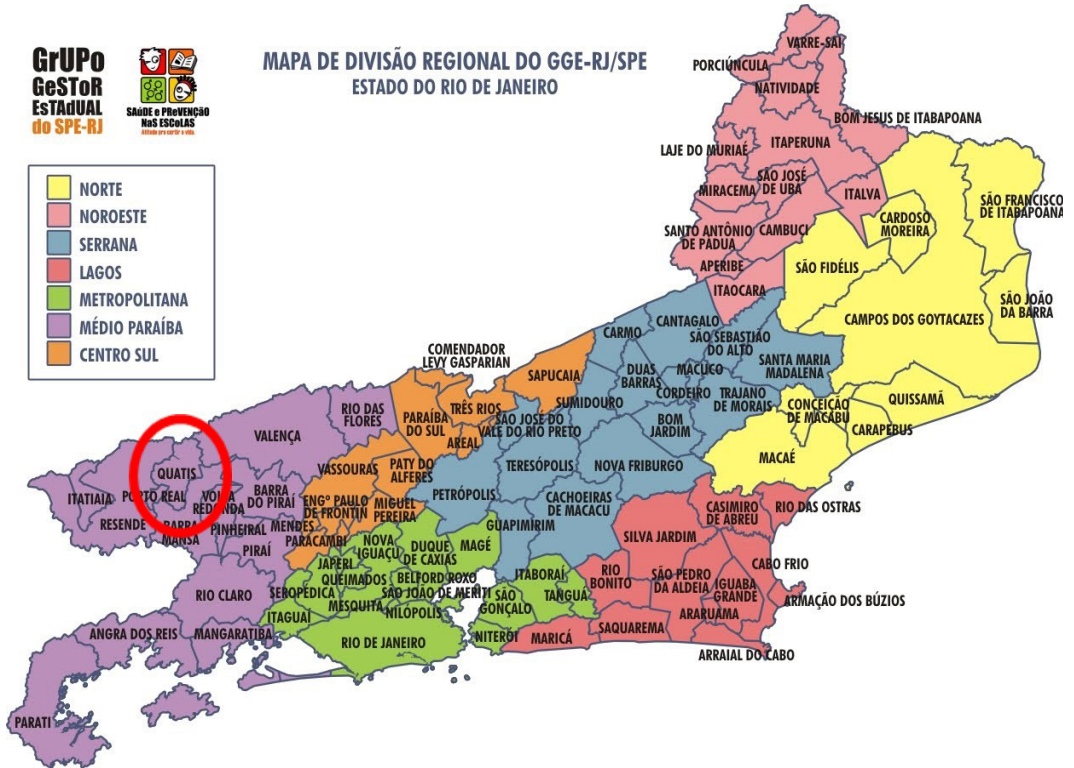 GrUPo
GeSToR
EsTAdUAL
do SPE-RJ
SAúDE e PReVENÇÃO
NaS ESCoLAS
Atitude pra curtir a vida.
MAPA DE DIVISÃO REGIONAL DO GGE-RJ/SPE
ESTADO DO RIO DE JANEIRO
NORTE
NOROESTE
SERRANA
LAGOS
METROPOLITANA
MÉDIO PARAÍBA
CENTRO SUL
VARRE-SAI
PORCIÚNCULA
NATIVIDADE
BOM JESUS DE ITABAPOANA
ITAPERUNA
LAJE DO MURIAÉ
SÃO JOSÉ
DE UBÁ
MIRACEMA
ITALVA
SÃO FRANCISCO
DE ITABAPOANA
CARDOSO
MOREIRA
SANTO ANTÔNIO
DE PADUA
CAMBUCI
APERIBE
SÃO FIDÉLIS
ITAOCARA
SÃO JOÃO
DA BARRA
CAMPOS DOS GOYTACAZES
CANTAGALO
CARMO
SÃO SEBASTIÃO
DO ALTO
COMENDADOR
LEVY GASPARIAN
SAPUCAIA
DUAS
BARRAS
MACUCO
CORDEIRO
SANTA MARIA
MADALENA
TRAJANO
DE MORAIS
SUMIDOURO
QUISSAMÃ
CONCEIÇÃO
DE MACABU
CARAPEBUS
RIO DAS
FLORES
PARAÍBA
DO SUL
TRÊS RIOS
AREAL
SÃO JOSÉ DO
VALE DO RIO PRETO
BOM
JARDIM
VALENÇA
MACAÉ
QUATIS
VASSOURAS
PATY DO
ALFERES
TERESÓPOLIS
NOVA FRIBURGO
ITATIAIA
PORTO REAL
VOLTA
REDONDA
BARRA
DO PIRAÍ
PETRÓPOLIS
CACHOEIRAS
DE MACACU
ENGº PAULO
DE FRONTIN
MIGUEL
PEREIRA
CASIMIRO
DE ABREU
RIO DAS OSTRAS
RESENDE
BARRA
MANSA
PINHEIRAL
MENDES
PARACAMBI
GUAPIMIRIM
SILVA JARDIM
PIRAÍ
NOVA
IGUAÇU
DUQUE
DE CAXIAS
MAGÉ
CABO FRIO
JAPERI
QUEIMADOS
BELFORD ROXO
SÃO JOÃO DE MERITI
ITABORAÍ
TANGUÁ
RIO
BONITO
SÃO PEDRO
DA ALDEIA
IGUABA
GRANDE
ARMAÇÃO DOS BÚZIOS
RIO CLARO
SEROPÉDICA
MESQUITA
NILÓPOLIS
SÃO
GONÇALO
ARARUAMA
ITAGUAÍ
ANGRA DOS REIS
MANGARATIBA
RIO DE JANEIRO
NITERÓI
MARICÁ
SAQUAREMA
ARRAIAL DO CABO
PARATI